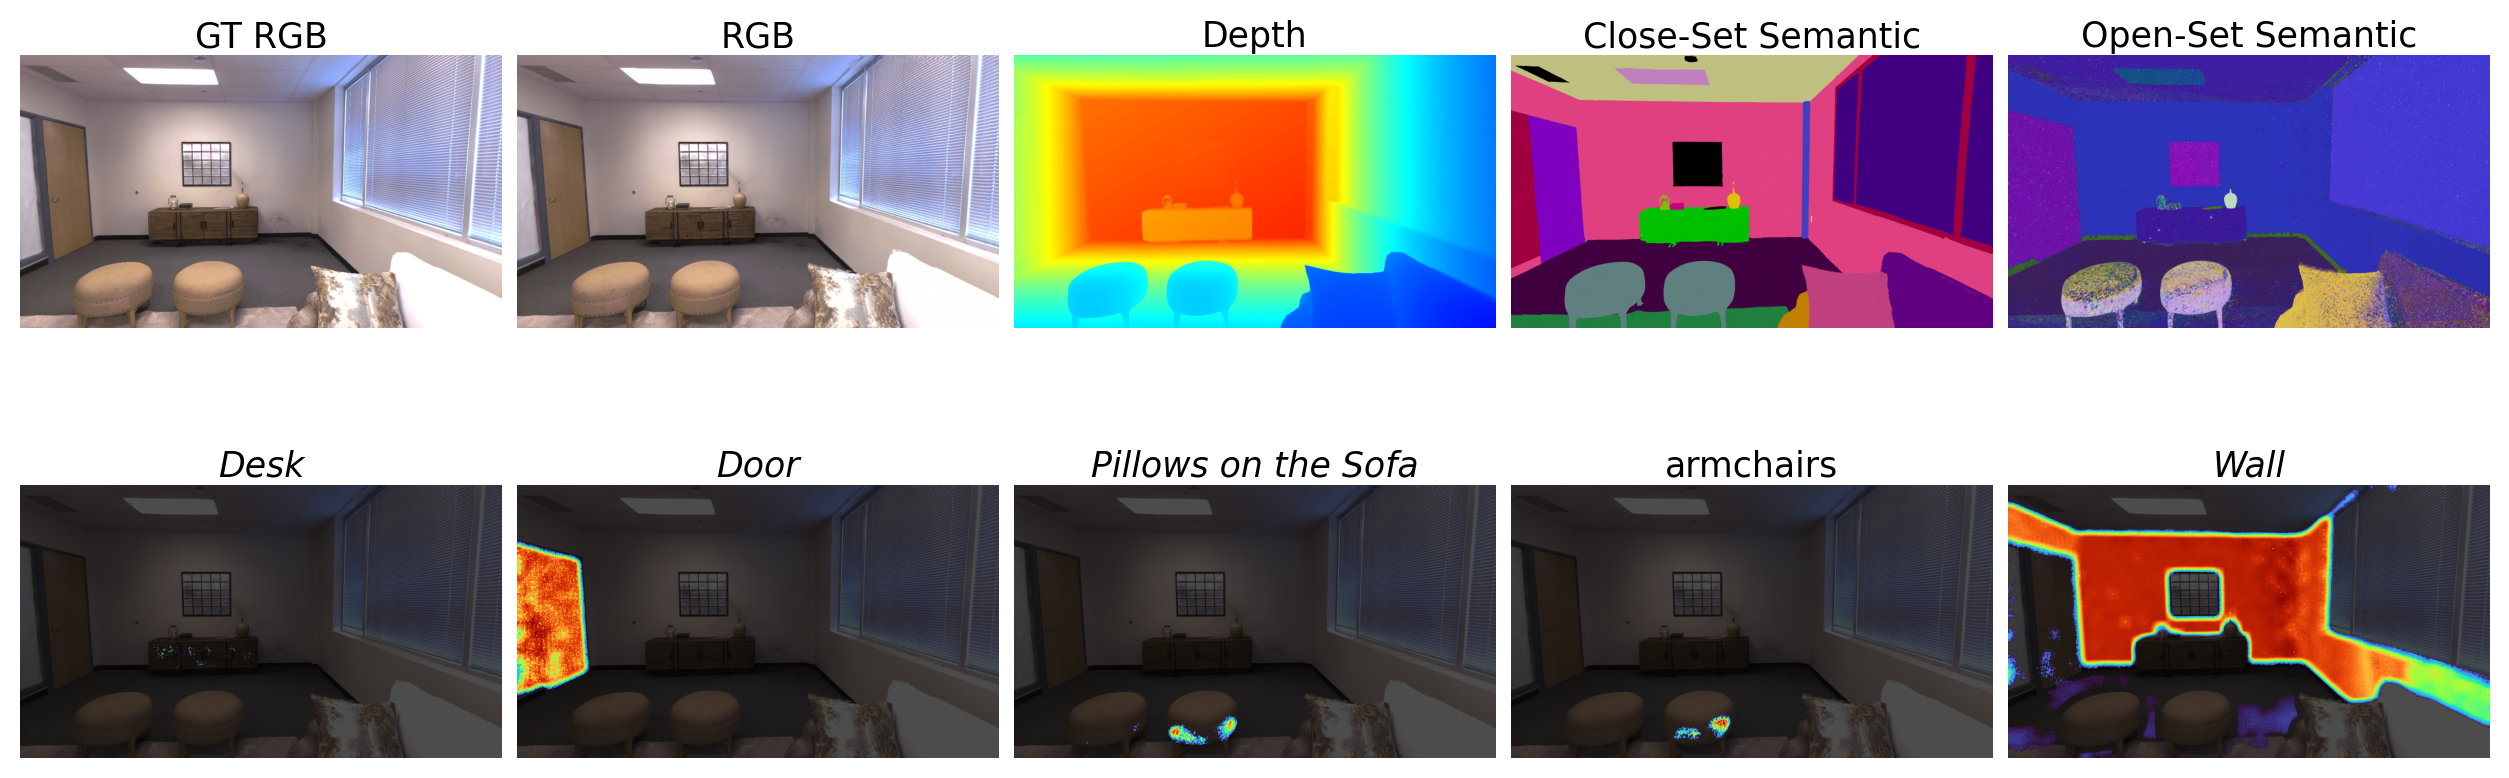 GT RGB
RGB
Depth
Close-Set Semantic
Open-Set Semantic
Desk
Door
Pillows on the Sofa
armchairs
Wall